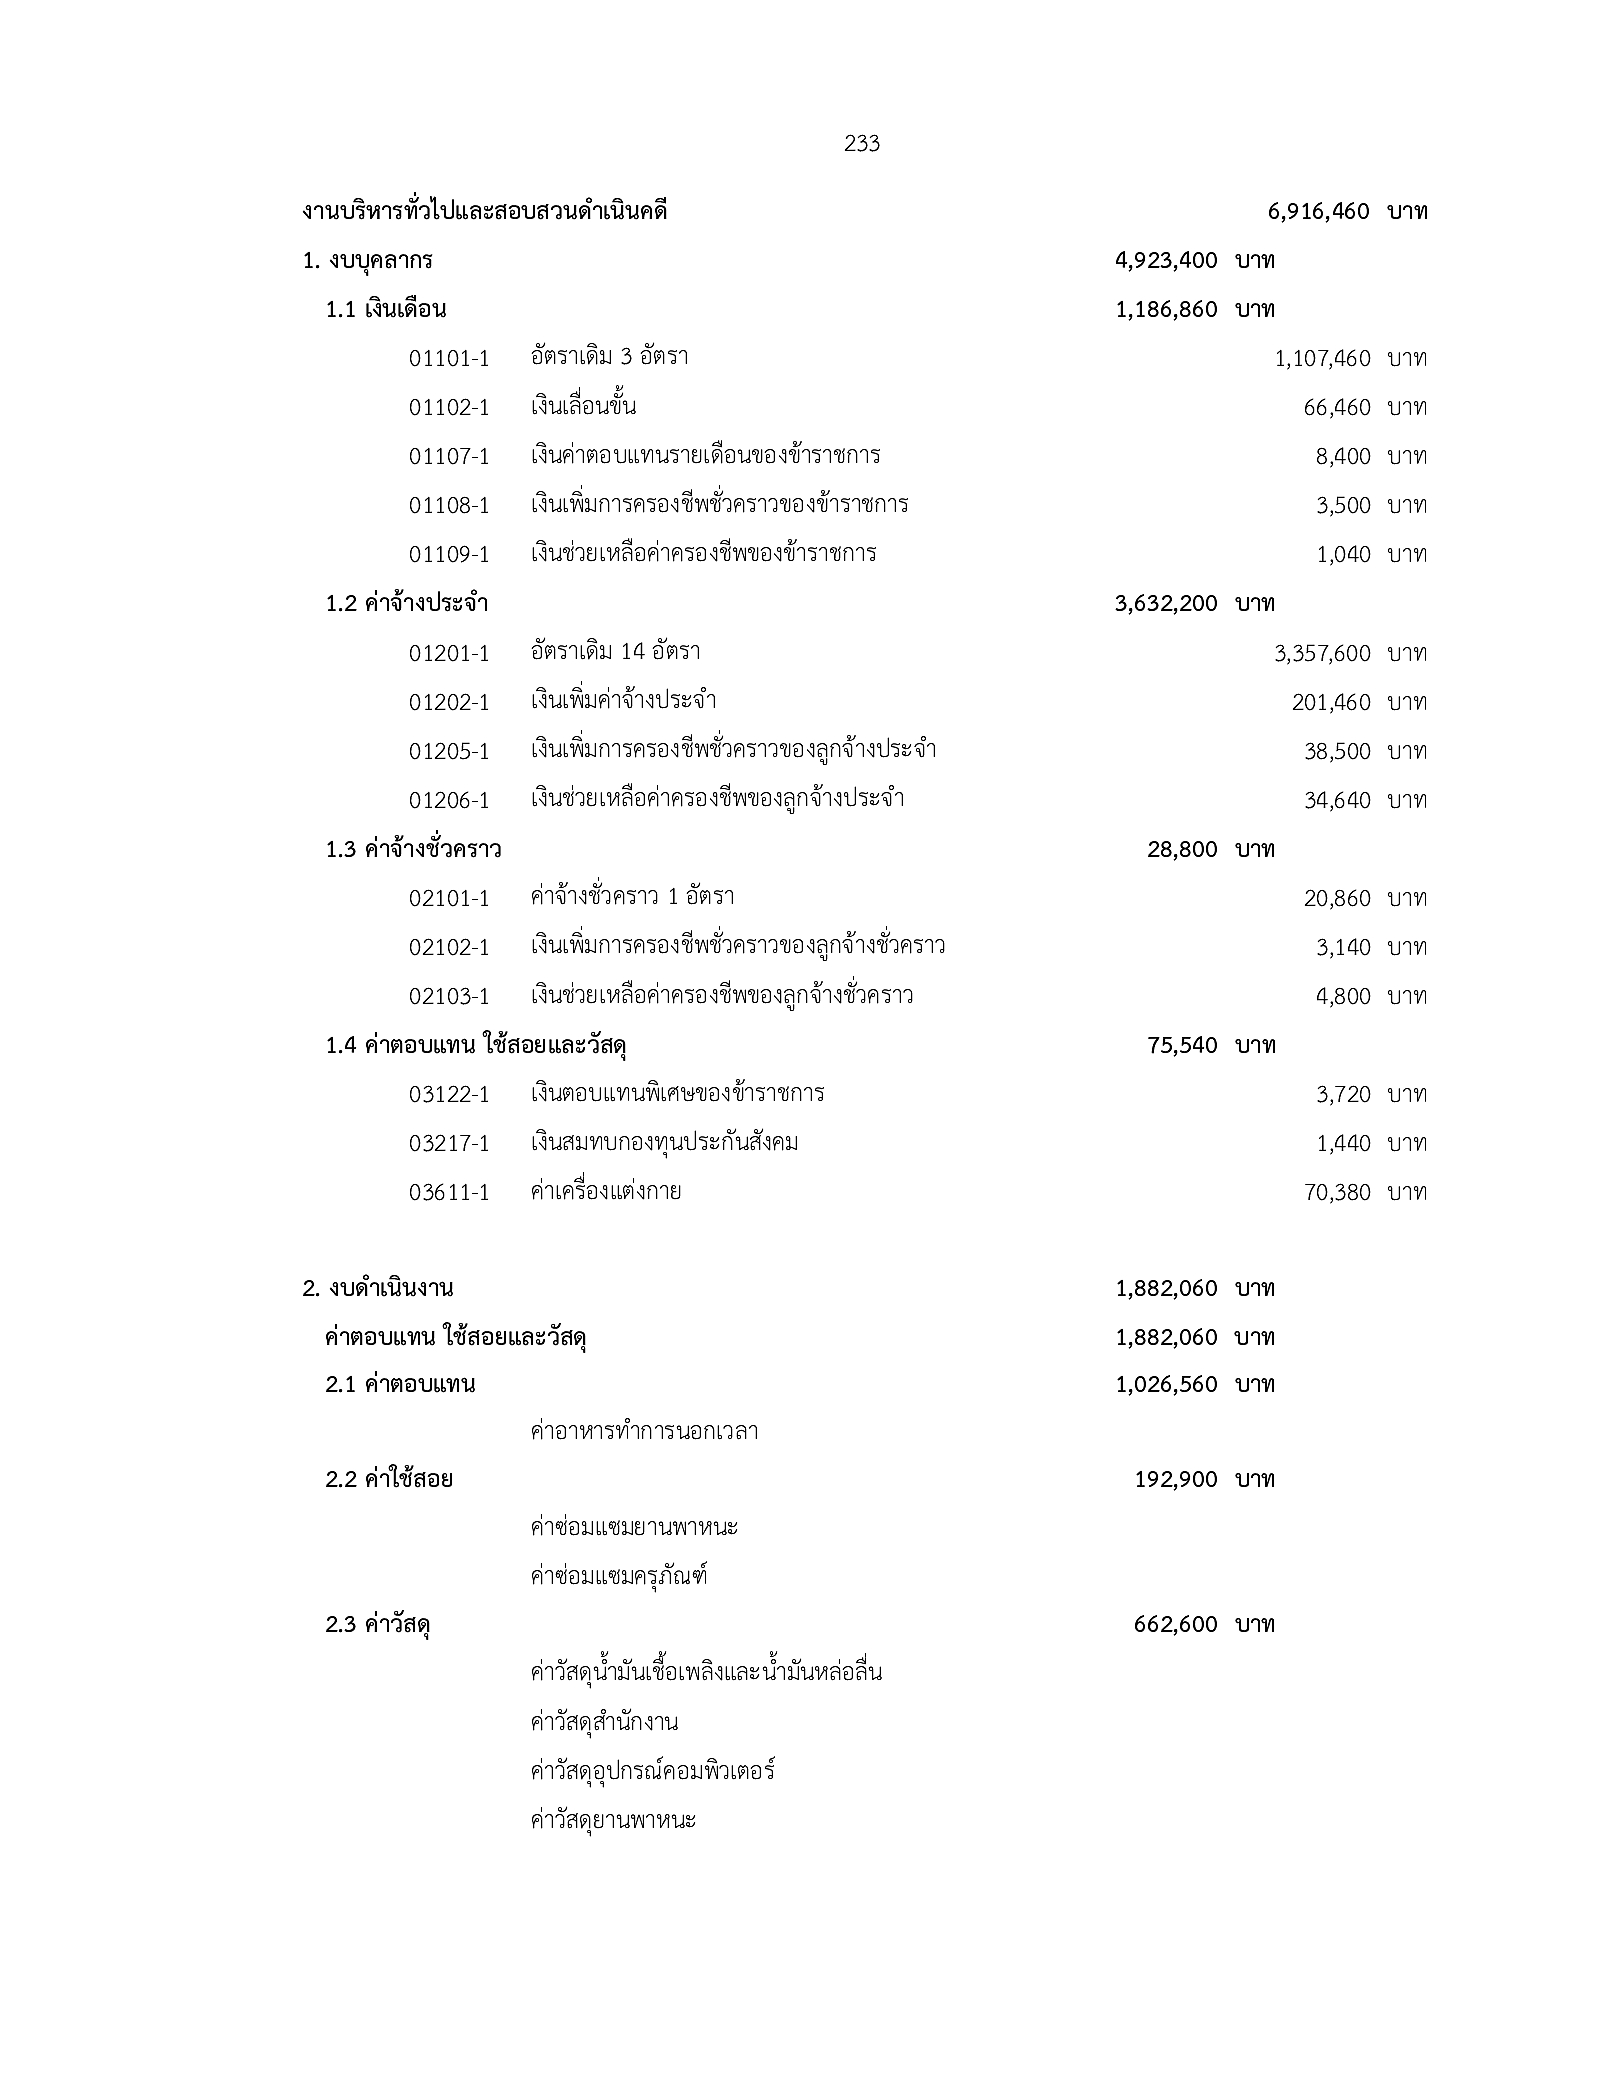 233
งานบริหารทั่วไปและสอบสวนดำเนินคดี 6,916,460 บาท
1. งบบุคลากร 4,923,400 บาท
1.1 เงินเดือน 1,186,860 บาท
01101-1 อัตราเดิม 3 อัตรา 1,107,460 บาท
01102-1 เงินเลื่อนขั้น 66,460 บาท
01107-1 เงินค่าตอบแทนรายเดือนของข้าราชการ 8,400 บาท
01108-1 เงินเพิ่มการครองชีพชั่วคราวของข้าราชการ 3,500 บาท
01109-1 เงินช่วยเหลือค่าครองชีพของข้าราชการ 1,040 บาท
1.2 ค่าจ้างประจำ 3,632,200 บาท
01201-1 อัตราเดิม 14 อัตรา 3,357,600 บาท
01202-1 เงินเพิ่มค่าจ้างประจำ 201,460 บาท
01205-1 เงินเพิ่มการครองชีพชั่วคราวของลูกจ้างประจำ 38,500 บาท
01206-1 เงินช่วยเหลือค่าครองชีพของลูกจ้างประจำ 34,640 บาท
1.3 ค่าจ้างชั่วคราว 28,800 บาท
02101-1 ค่าจ้างชั่วคราว 1 อัตรา 20,860 บาท
02102-1 เงินเพิ่มการครองชีพชั่วคราวของลูกจ้างชั่วคราว 3,140 บาท
02103-1 เงินช่วยเหลือค่าครองชีพของลูกจ้างชั่วคราว 4,800 บาท
1.4 ค่าตอบแทน ใช้สอยและวัสดุ 75,540 บาท
03122-1 เงินตอบแทนพิเศษของข้าราชการ 3,720 บาท
03217-1 เงินสมทบกองทุนประกันสังคม 1,440 บาท
03611-1 ค่าเครื่องแต่งกาย 70,380 บาท
2. งบดำเนินงาน 1,882,060 บาท
ค่าตอบแทน ใช้สอยและวัสดุ 1,882,060 บาท
2.1 ค่าตอบแทน 1,026,560 บาท
ค่าอาหารทำการนอกเวลา
2.2 ค่าใช้สอย 192,900 บาท
ค่าซ่อมแซมยานพาหนะ
ค่าซ่อมแซมครุภัณฑ์
2.3 ค่าวัสดุ 662,600 บาท
ค่าวัสดุน้ำมันเชื้อเพลิงและน้ำมันหล่อลื่น
ค่าวัสดุสำนักงาน
ค่าวัสดุอุปกรณ์คอมพิวเตอร์
ค่าวัสดุยานพาหนะ